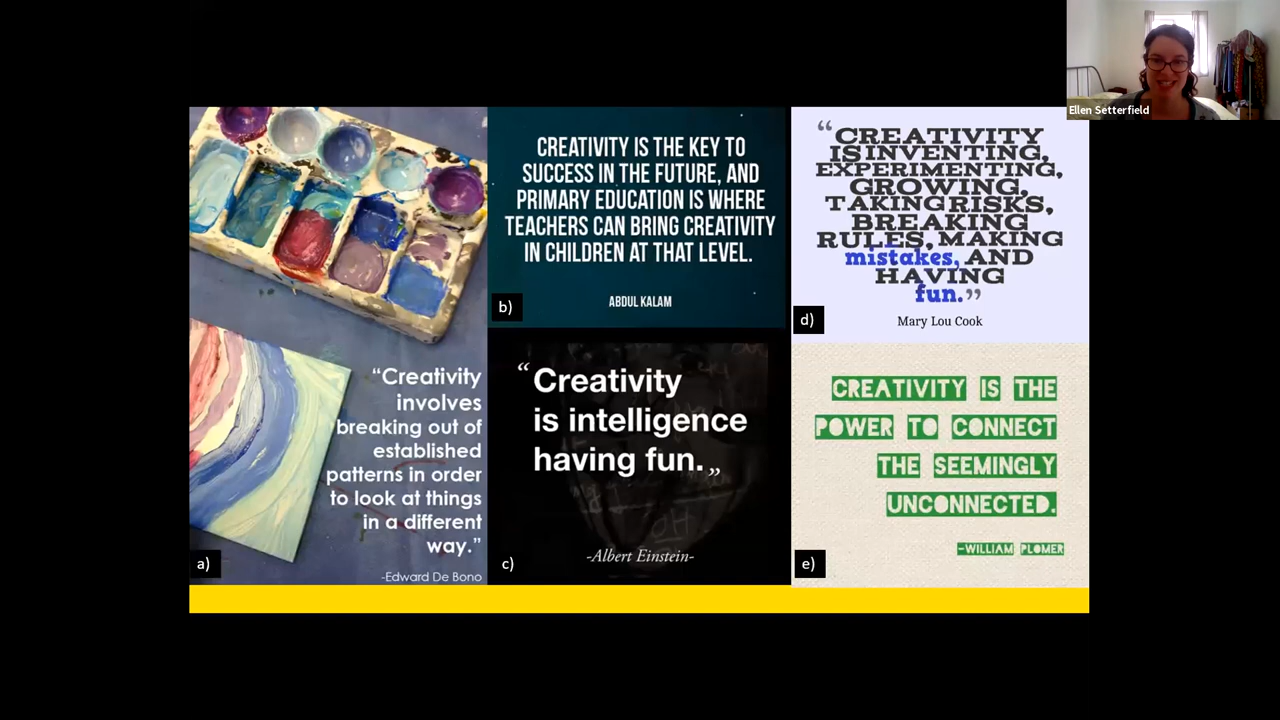 Ellen Setterfield
“Creativity
involves
breaking out of
established
patterns in order
to look at things
in a different
way.”
-Edward De Bono
a)
CREATIVITY IS THE KEY TO
SUCCESS IN THE FUTURE, AND
PRIMARY EDUCATION IS WHERE
TEACHERS CAN BRING CREATIVITY
IN CHILDREN AT THAT LEVEL.
ABDUL KALAM
b)
“Creativity
is intelligence
having fun.„
-Albert Einstein-
c)
“CREATIVITY
IS INVENTING,
EXPERIMENTING,
GROWING,
TAKING RISKS,
BREAKING
RULES, MAKING
mistakes, AND
HAVING
fun.”
Mary Lou Cook
d)
CREATIVITY IS THE
POWER TO CONNECT
THE SEEMINGLY
UNCONNECTED.
-WILLIAM PLOMER
e)